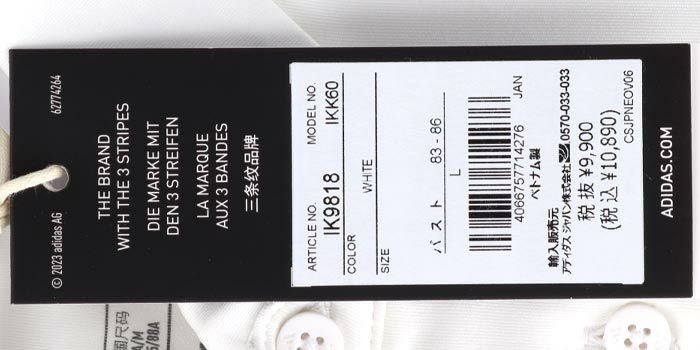 62774264
THE BRAND
WITH THE 3 STRIPES
DIE MARKE MIT
DEN 3 STREIFEN
LA MARQUE
AUX 3 BANDES
三条纹品牌
© 2023 adidas AG
ARTICLE NO.
IK9818
MODEL NO.
IKK60
COLOR
WHITE
SIZE
バスト 83 - 86
L
JAN
4066757714276
ベトナム製
輸入販売元
アディダス ジャパン株式会社 0570-033-033
税 抜 ¥9,900
(税 込 ¥10,890)
CSJPNEOV06
ADIDAS.COM
国尺码
A/M
/88A